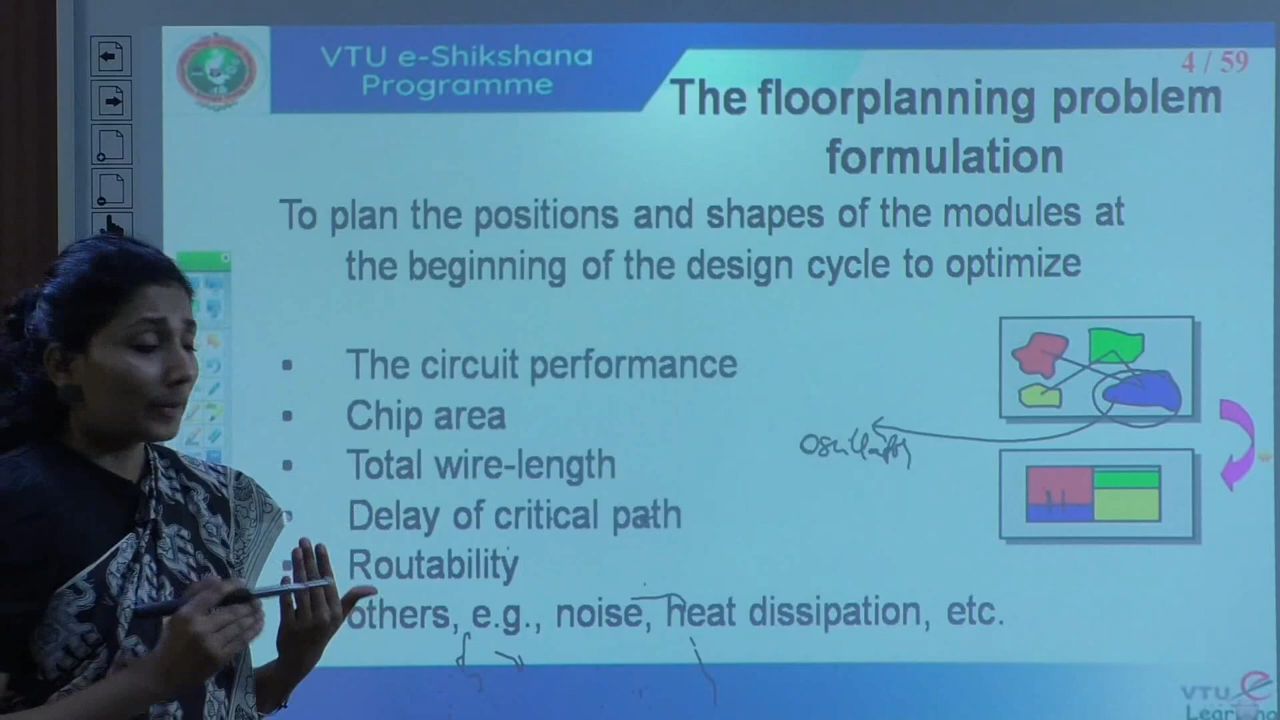 VTU e-Shikshana
Programme
4 / 59
The floorplanning problem
formulation
To plan the positions and shapes of the modules at
the beginning of the design cycle to optimize
▪ The circuit performance
▪ Chip area
▪ Total wire-length
Delay of critical path
Routability
others, e.g., noise, heat dissipation, etc.
VTU e
Learning